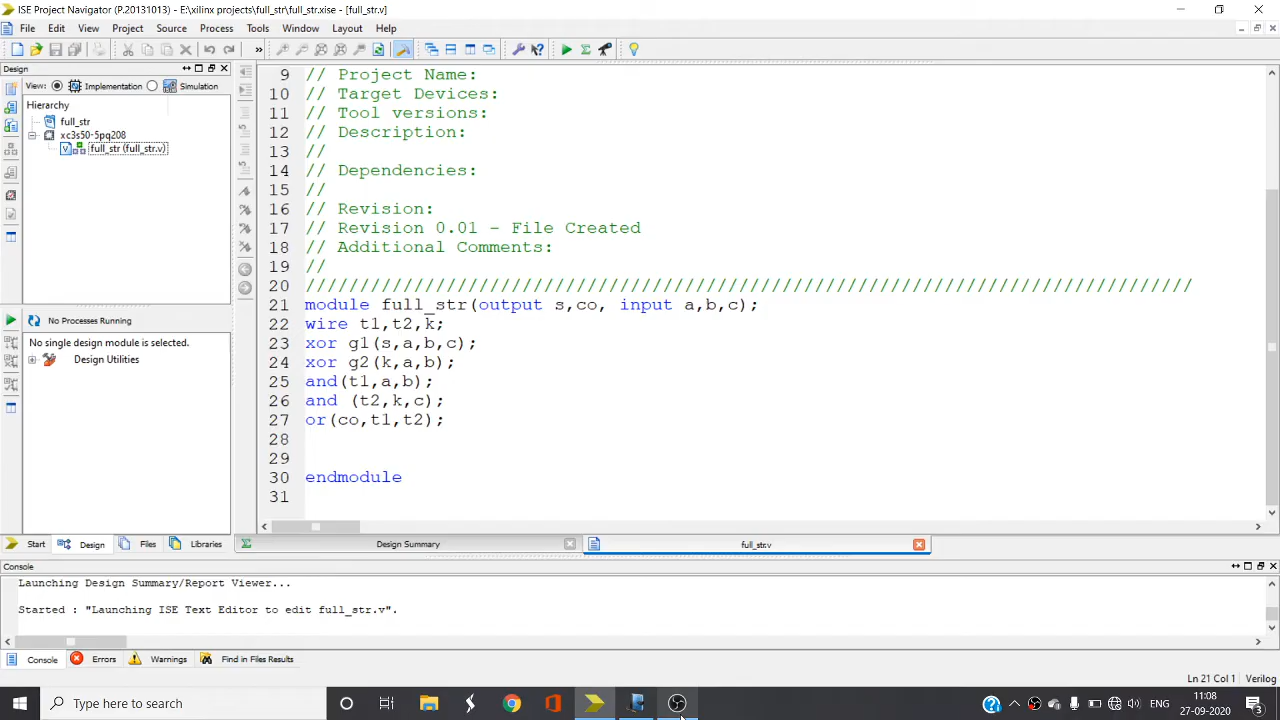 ISE Project Navigator (P.20131013) - E:\xilinx projects\full_str\full_str.xise - [full_str.v]
File Edit View Project Source Process Tools Window Layout Help
»
Design
View: Implementation Simulation
Hierarchy
full_str
xc3s50-5pq208
full_str (full_str.v)
No Processes Running
No single design module is selected.
Design Utilities
9 // Project Name:
10 // Target Devices:
11 // Tool versions:
12 // Description:
13 //
14 // Dependencies:
15 //
16 // Revision:
17 // Revision 0.01 - File Created
18 // Additional Comments:
19 //
20 //////////////////////////////////////////////////////////////////////////////////
21 module full_str(output s,co, input a,b,c);
22 wire t1,t2,k;
23 xor g1(s,a,b,c);
24 xor g2(k,a,b);
25 and(t1,a,b);
26 and (t2,k,c);
27 or(co,t1,t2);
28
29
30 endmodule
31
Start Design Files Libraries
Design Summary full_str.v
Console
Launching Design Summary/Report Viewer...
Started : "Launching ISE Text Editor to edit full_str.v".
Console Errors Warnings Find in Files Results
Ln 21 Col 1 Verilog
Type here to search
ENG
11:08
27-09-2020